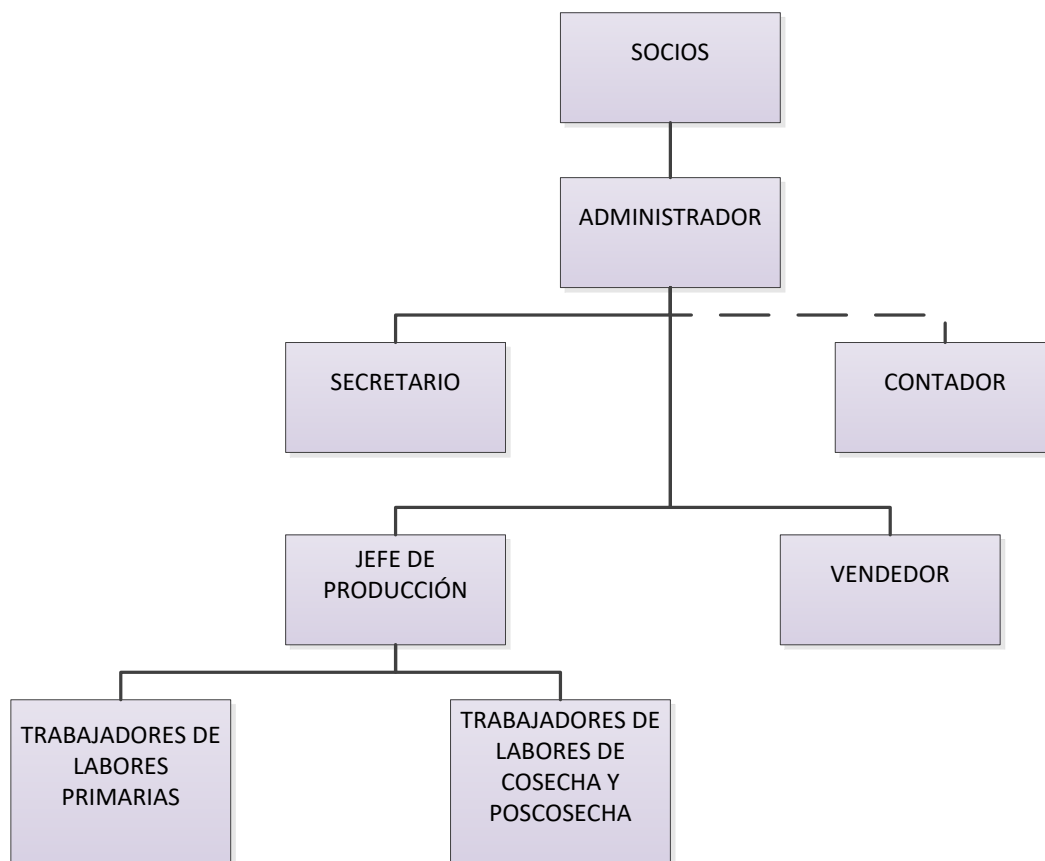 SOCIOS
ADMINISTRADOR
SECRETARIO
CONTADOR
JEFE DE
PRODUCCIÓN
VENDEDOR
TRABAJADORES DE
LABORES
PRIMARIAS
TRABAJADORES DE
LABORES DE
COSECHA Y
POSCOSECHA